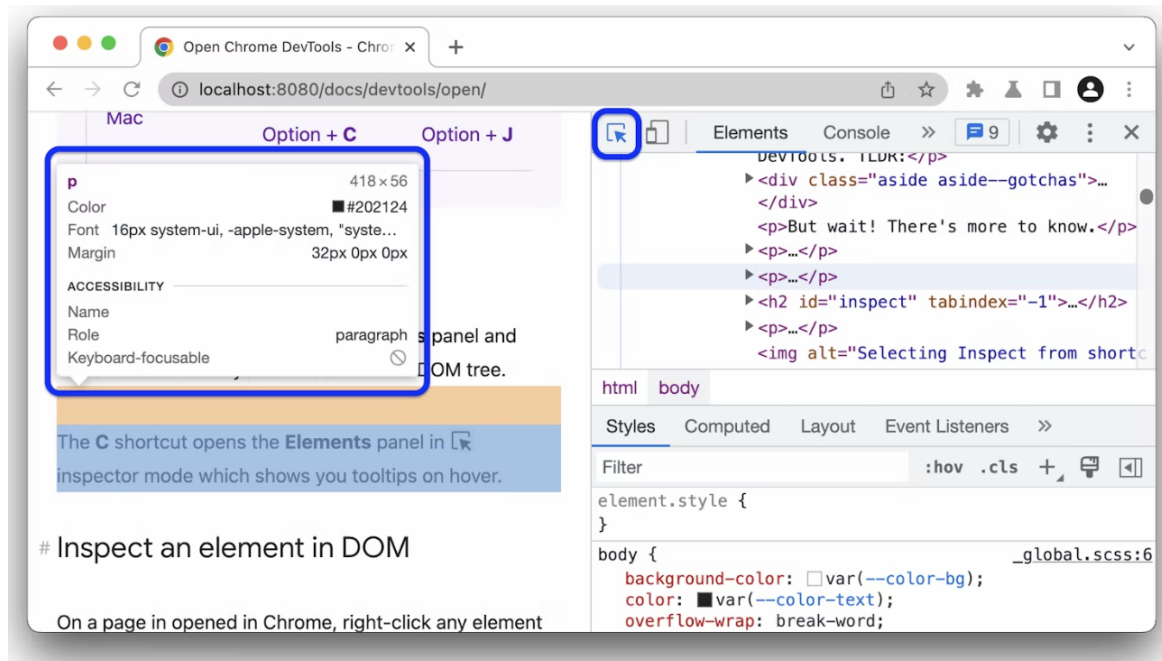 Open Chrome DevTools - Chro
localhost:8080/docs/devtools/open/
Mac
Option + C Option + J
p 418 × 56
Color #202124
Font 16px system-ui, -apple-system, "syste…
Margin 32px 0px 0px
ACCESSIBILITY
Name
Role paragraph
Keyboard-focusable
panel and
DOM tree.
The C shortcut opens the Elements panel in
inspector mode which shows you tooltips on hover.
# Inspect an element in DOM
On a page in opened in Chrome, right-click any element
Elements Console » 9
DevTools. TLDR:</p>
<div class="aside aside--gotchas">…
</div>
<p>But wait! There's more to know.</p>
<p>…</p>
<p>…</p>
<h2 id="inspect" tabindex="-1">…</h2>
<p>…</p>
<img alt="Selecting Inspect from shortc
html body
Styles Computed Layout Event Listeners »
Filter :hov .cls +
element.style {
}
body { _global.scss:6
background-color: var(--color-bg);
color: var(--color-text);
overflow-wrap: break-word;